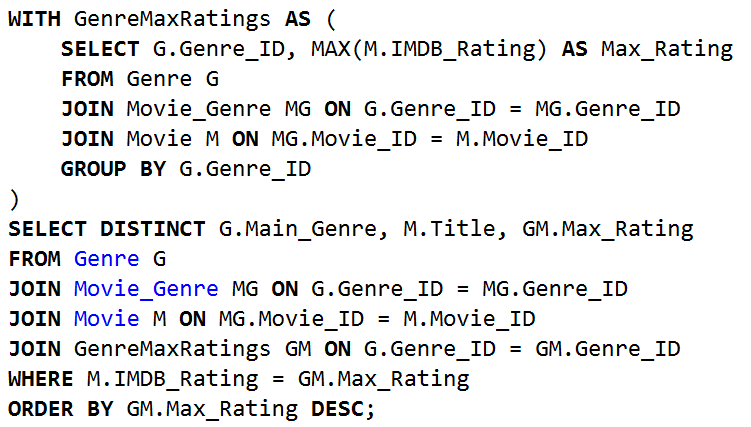 WITH GenreMaxRatings AS (
    SELECT G.Genre_ID, MAX(M.IMDB_Rating) AS Max_Rating
    FROM Genre G
    JOIN Movie_Genre MG ON G.Genre_ID = MG.Genre_ID
    JOIN Movie M ON MG.Movie_ID = M.Movie_ID
    GROUP BY G.Genre_ID
)
SELECT DISTINCT G.Main_Genre, M.Title, GM.Max_Rating
FROM Genre G
JOIN Movie_Genre MG ON G.Genre_ID = MG.Genre_ID
JOIN Movie M ON MG.Movie_ID = M.Movie_ID
JOIN GenreMaxRatings GM ON G.Genre_ID = GM.Genre_ID
WHERE M.IMDB_Rating = GM.Max_Rating
ORDER BY GM.Max_Rating DESC;